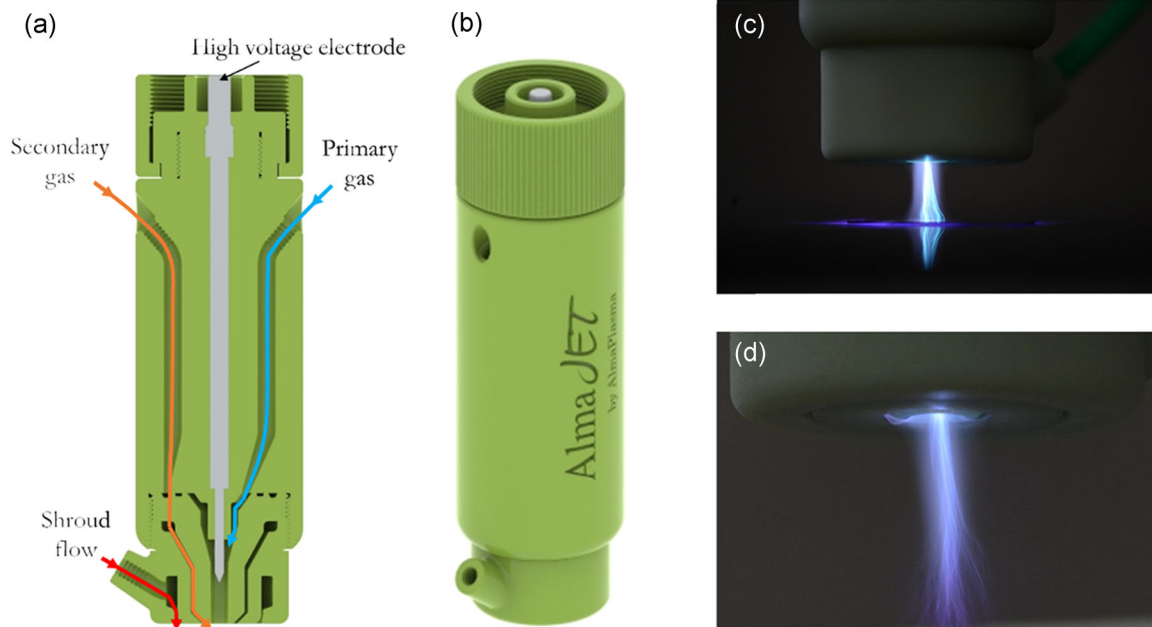 (a)
High voltage electrode
Secondary
gas
Primary
gas
Shroud
flow
(b)
AlmaJET
by AlmaPlasma
(c)
(d)